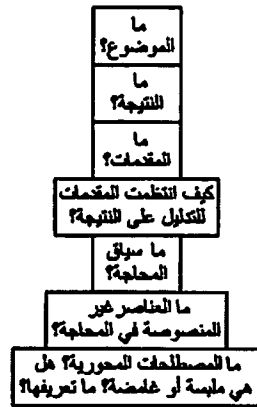 ما
الموضوع؟
ما
النتيجة؟
ما
المقدمات؟
كيف انتظمت المقدمات
للتدليل على النتيجة؟
ما سياق
المحاجة؟
ما العناصر غير
المنصوصة في المحاجة؟
ما المصطلحات المحورية؟ هل
هي ملبسة أو غامضة؟ ما تعريفها؟